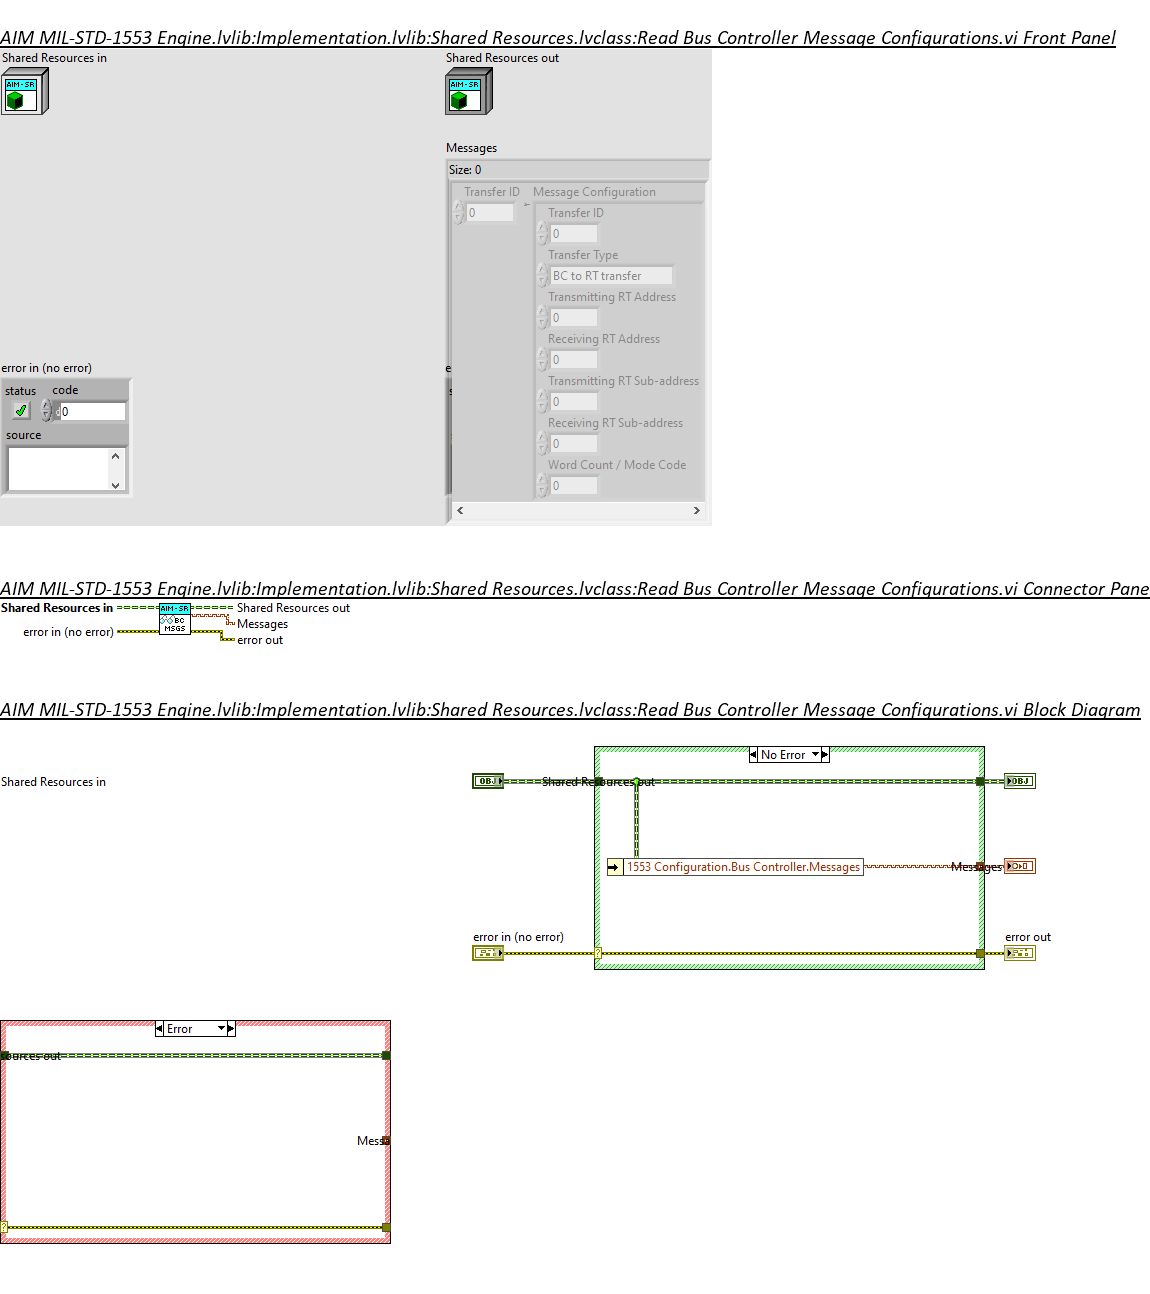 AIM MIL-STD-1553 Engine.lvlib:Implementation.lvlib:Shared Resources.lvclass:Read Bus Controller Message Configurations.vi Front Panel
Shared Resources in
Shared Resources out
AIM-SR
AIM-SR
Messages
Size: 0
Transfer ID
Message Configuration
0
Transfer ID
0
Transfer Type
BC to RT transfer
Transmitting RT Address
0
Receiving RT Address
0
error in (no error)
e
status
code
Transmitting RT Sub-address
0
0
Receiving RT Sub-address
source
0
Word Count / Mode Code
0
AIM MIL-STD-1553 Engine.lvlib:Implementation.lvlib:Shared Resources.lvclass:Read Bus Controller Message Configurations.vi Connector Pane
Shared Resources in
AIM-SR
Shared Resources out
BC
Messages
MSGS
error in (no error)
error out
AIM MIL-STD-1553 Engine.lvlib:Implementation.lvlib:Shared Resources.lvclass:Read Bus Controller Message Configurations.vi Block Diagram
No Error
Shared Resources in
OBJ
Shared Resources out
OBJ
1553 Configuration.Bus Controller.Messages
Messages
error in (no error)
error out
?
Error
ources out
Mess
?